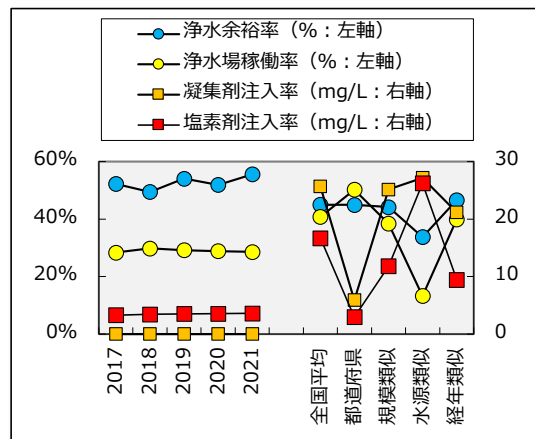 浄水余裕率（%：左軸）
浄水場稼働率（%：左軸）
凝集剤注入率（mg/L：右軸）
塩素剤注入率（mg/L：右軸）
60%
40%
20%
0%
30
20
10
0
2017
2018
2019
2020
2021
全国平均
都道府県
規模類似
水源類似
経年類似